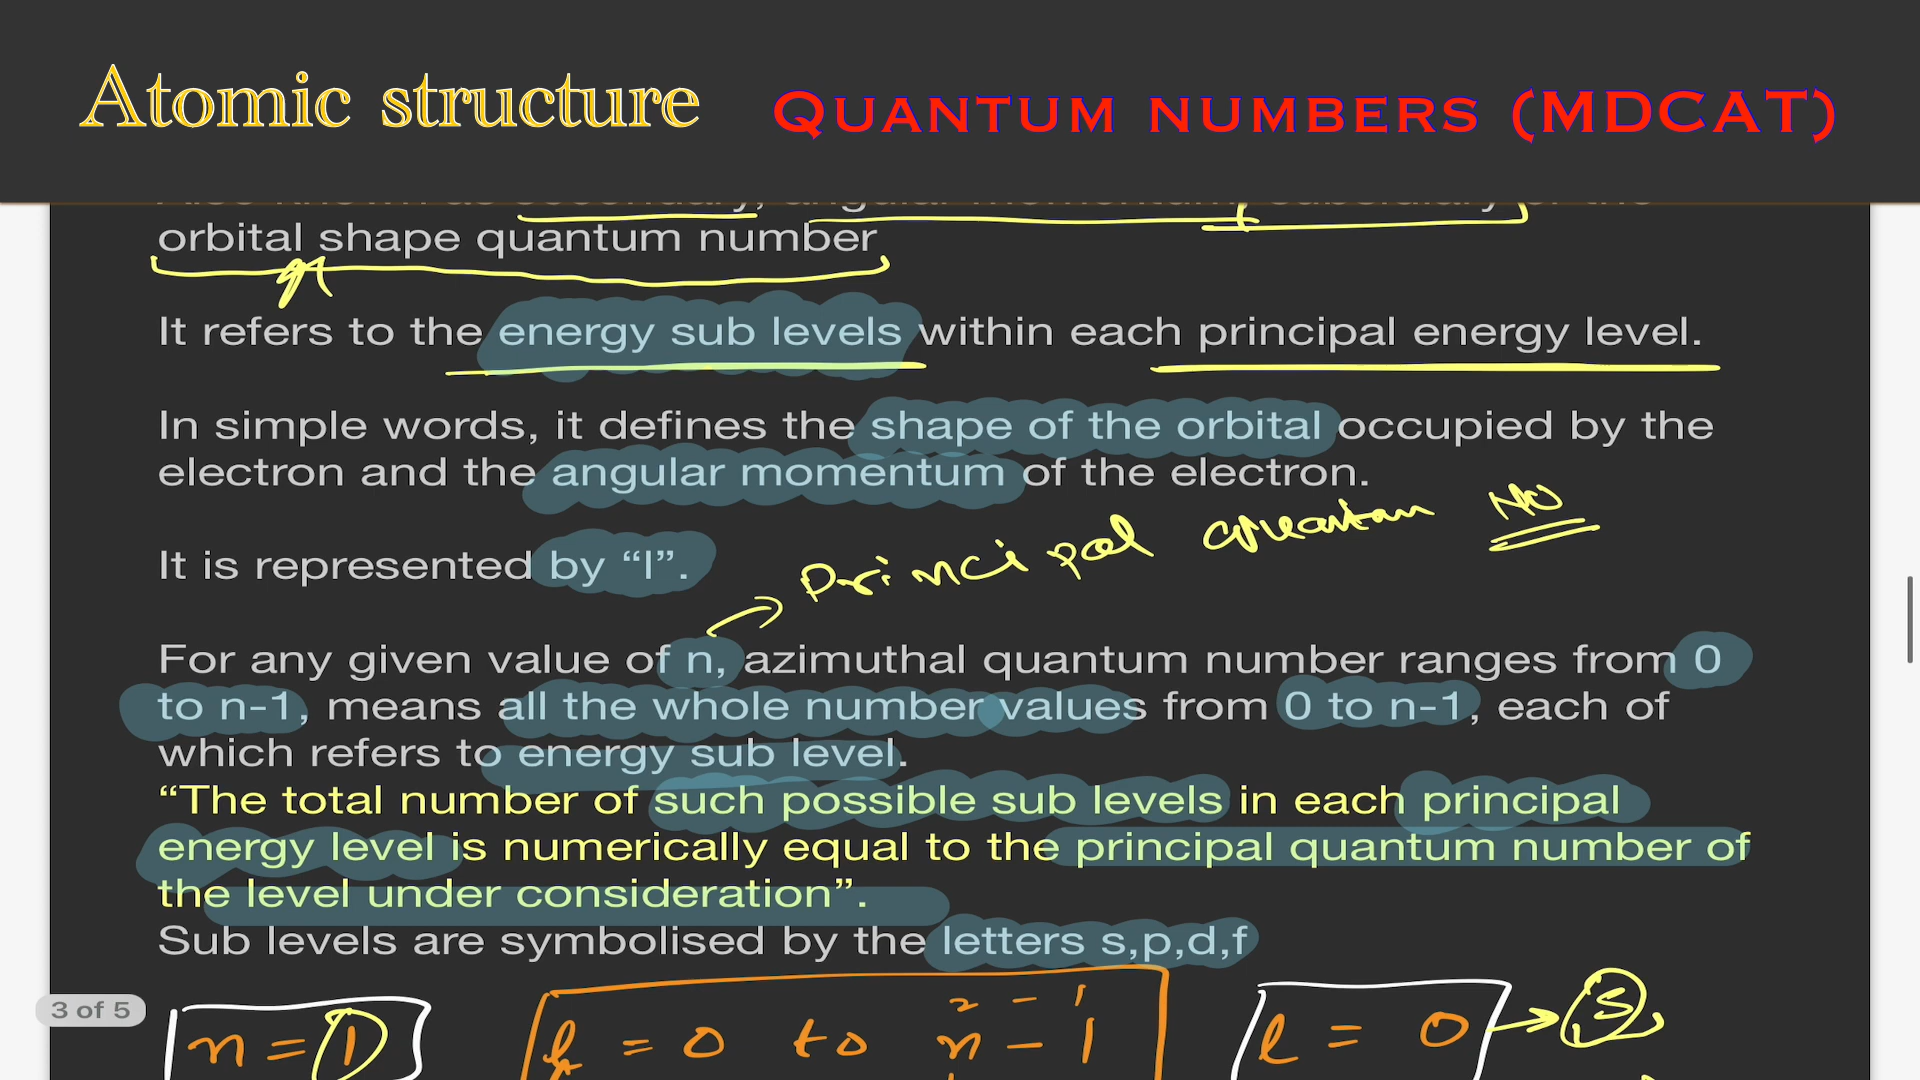 Atomic structure QUANTUM NUMBERS (MDCAT)
orbital shape quantum number
It refers to the energy sub levels within each principal energy level.
In simple words, it defines the shape of the orbital occupied by the
electron and the angular momentum of the electron.
Principal quantum NO
It is represented by “l”.
For any given value of n, azimuthal quantum number ranges from 0
to n-1, means all the whole number values from 0 to n-1, each of
which refers to energy sub level.
“The total number of such possible sub levels in each principal
energy level is numerically equal to the principal quantum number of
the level under consideration”.
Sub levels are symbolised by the letters s,p,d,f
2 - 1
n = 1 l = 0 to n - 1 l = 0 → S
3 of 5